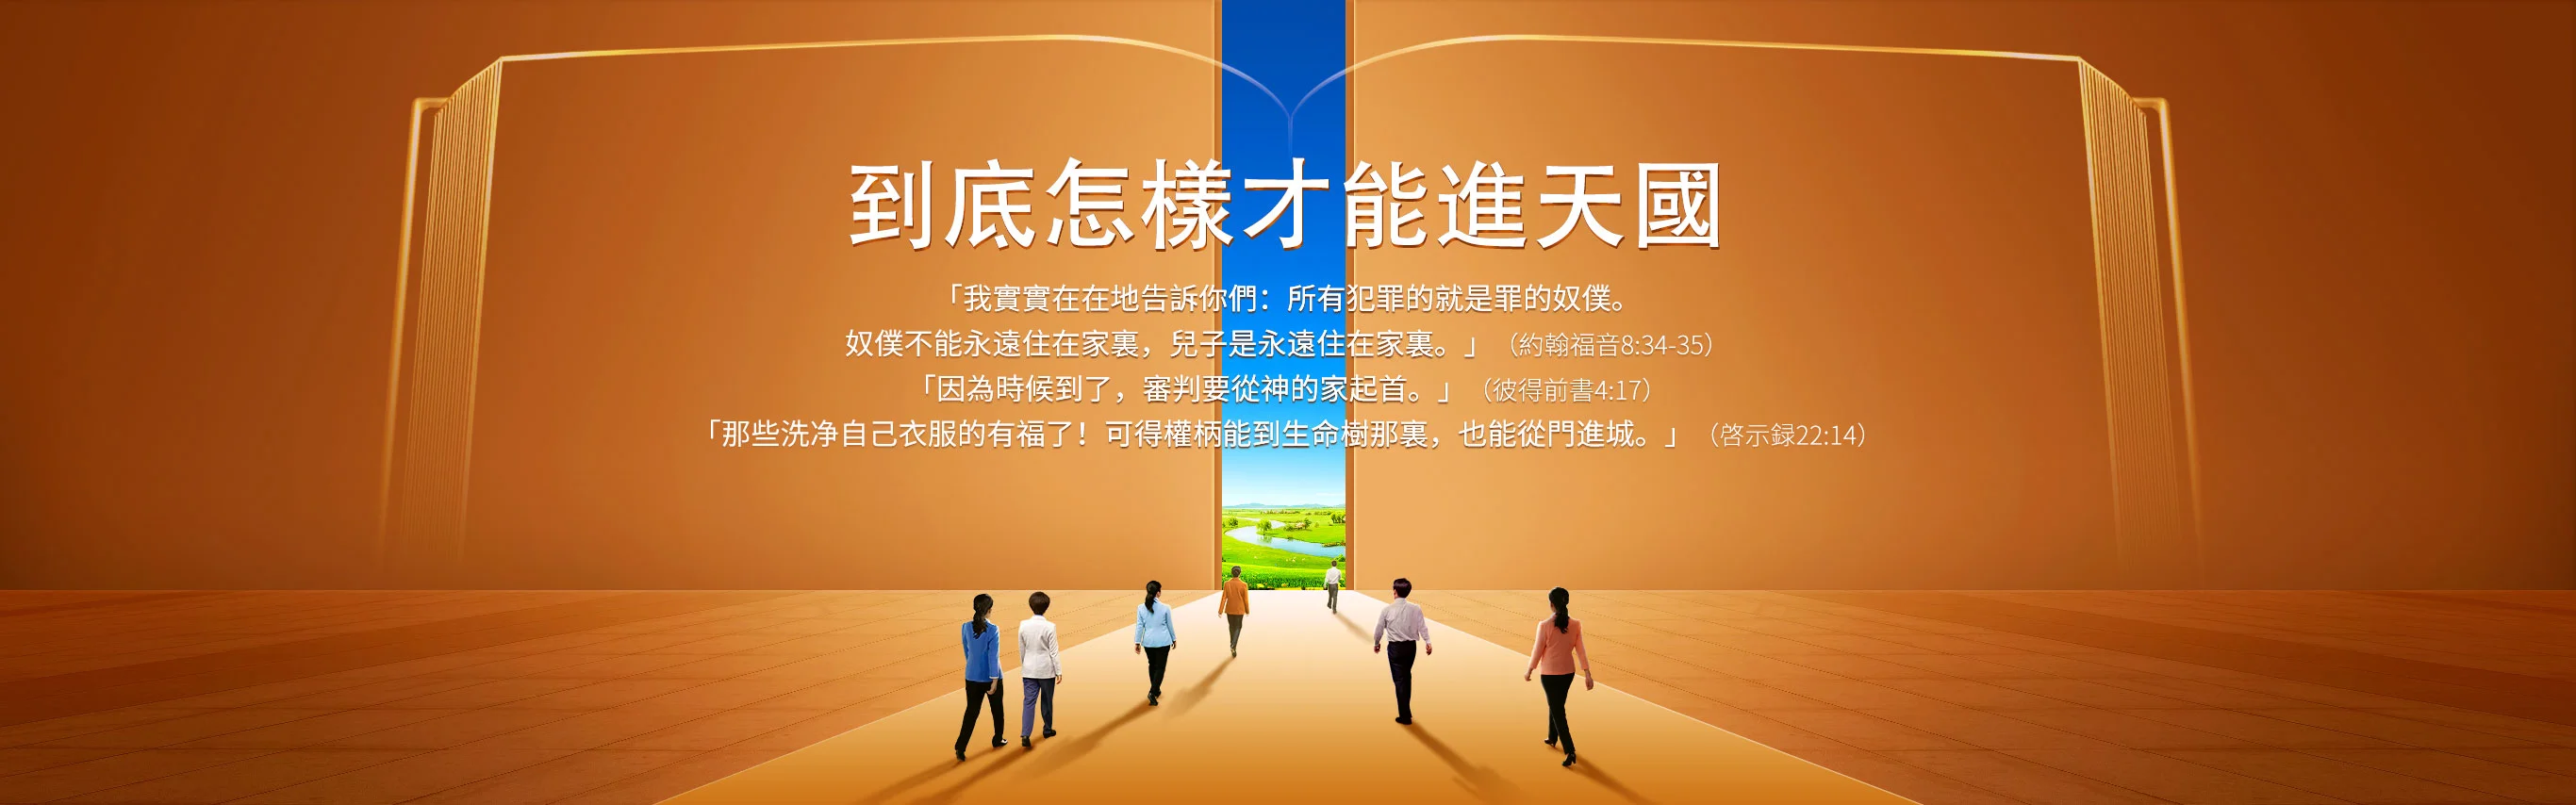 到底怎樣才能進天國
「我實實在在地告訴你們：所有犯罪的就是罪的奴僕。
奴僕不能永遠住在家裏，兒子是永遠住在家裏。」（約翰福音8:34-35）
「因為時候到了，審判要從神的家起首。」（彼得前書4:17）
「那些洗净自己衣服的有福了！可得權柄能到生命樹那裏，也能從門進城。」（啓示録22:14）